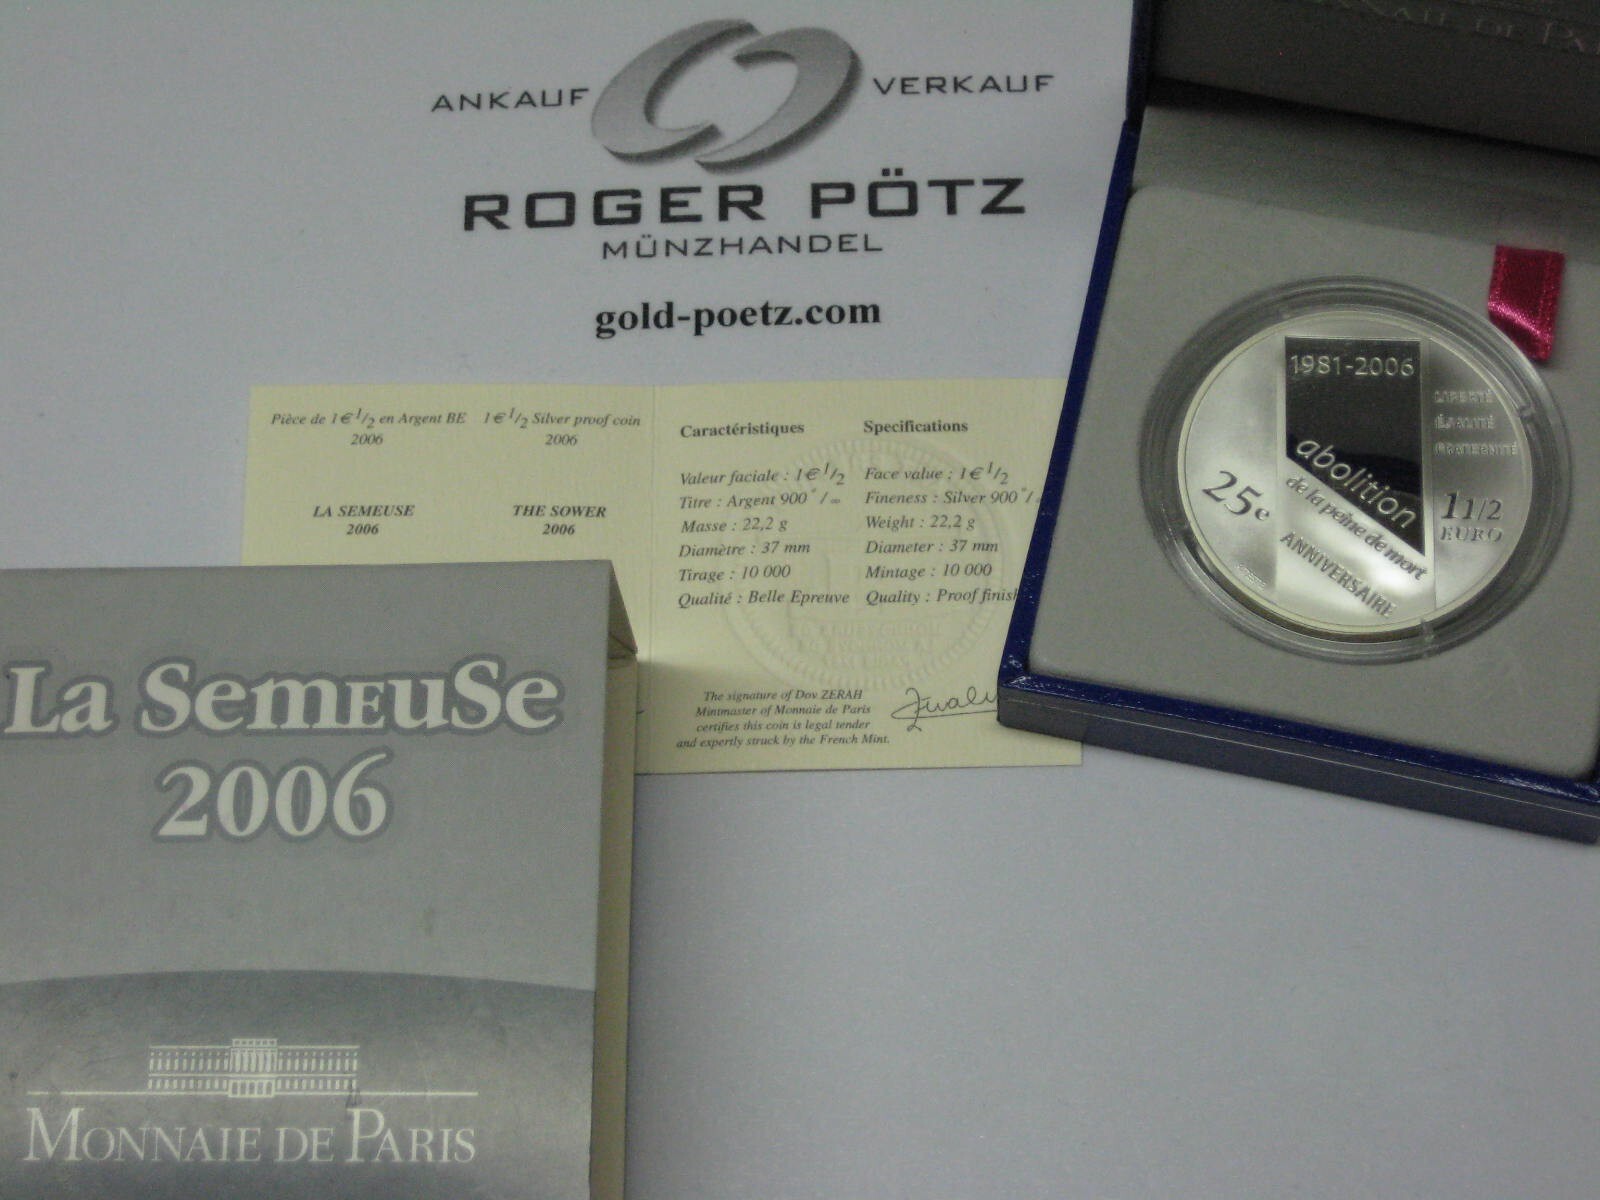 ANKAUF VERKAUF
ROGER PÖTZ
MÜNZHANDEL
gold-poetz.com
Pièce de 1€1/2 en Argent BE
2006
1€1/2 Silver proof coin
2006
LA SEMEUSE
2006
THE SOWER
2006
Caractéristiques
Valeur faciale : 1€1/2
Titre : Argent 900°/∞
Masse : 22,2 g
Diamètre : 37 mm
Tirage : 10 000
Qualité : Belle Epreuve
Specifications
Face value : 1€1/2
Fineness : Silver 900°/
Weight : 22,2 g
Diameter : 37 mm
Mintage : 10 000
Quality : Proof finish
The signature of Dov ZERAH
Mintmaster of Monnaie de Paris
certifies this coin is legal tender
and expertly struck by the French Mint.
La Semeuse
2006
MONNAIE DE PARIS
1981-2006
LIBERTÉ
ÉGALITÉ
FRATERNITÉ
abolition
de la peine de mort
25e
ANNIVERSAIRE
1 1/2
EURO